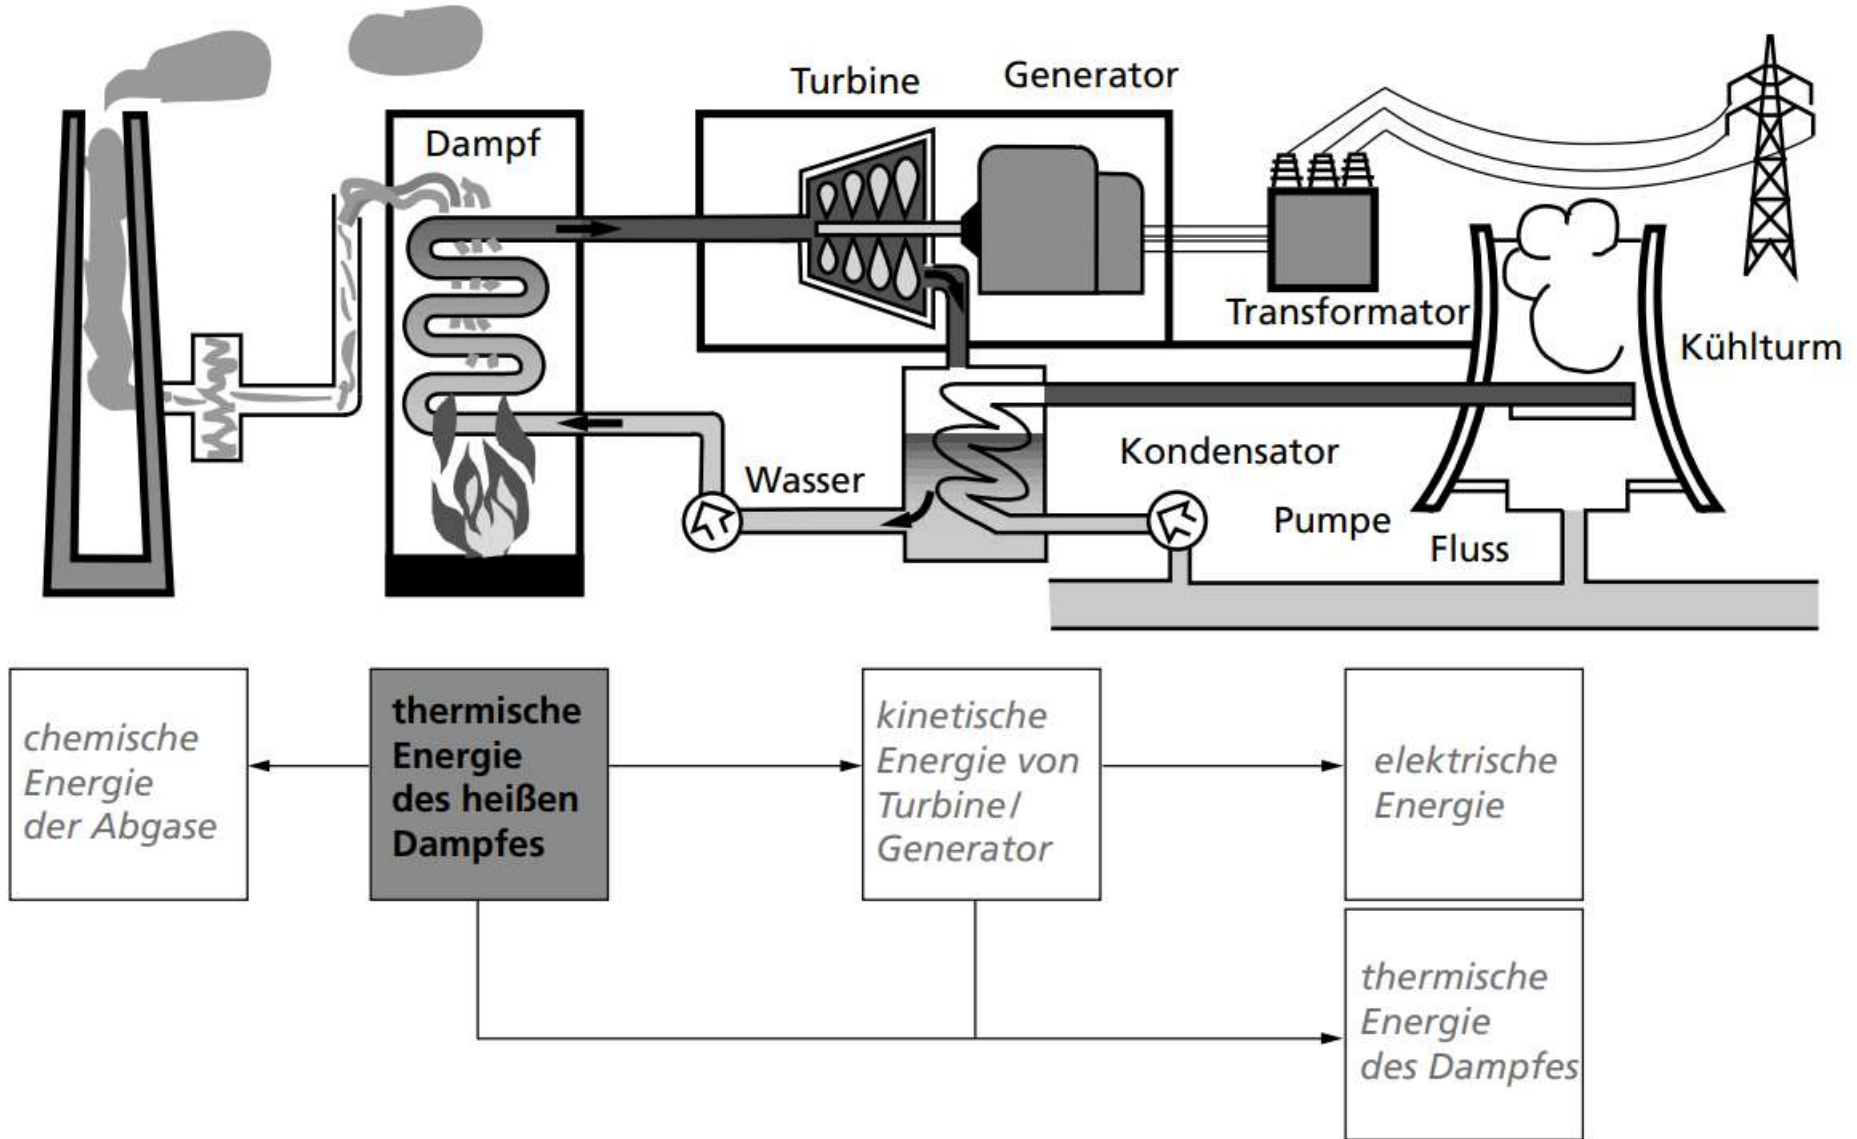 Turbine
Generator
Dampf
Transformator
Kühlturm
Kondensator
Wasser
Pumpe
Fluss
chemische
Energie
der Abgase
thermische
Energie
des heißen
Dampfes
kinetische
Energie von
Turbine/
Generator
elektrische
Energie
thermische
Energie
des Dampfes